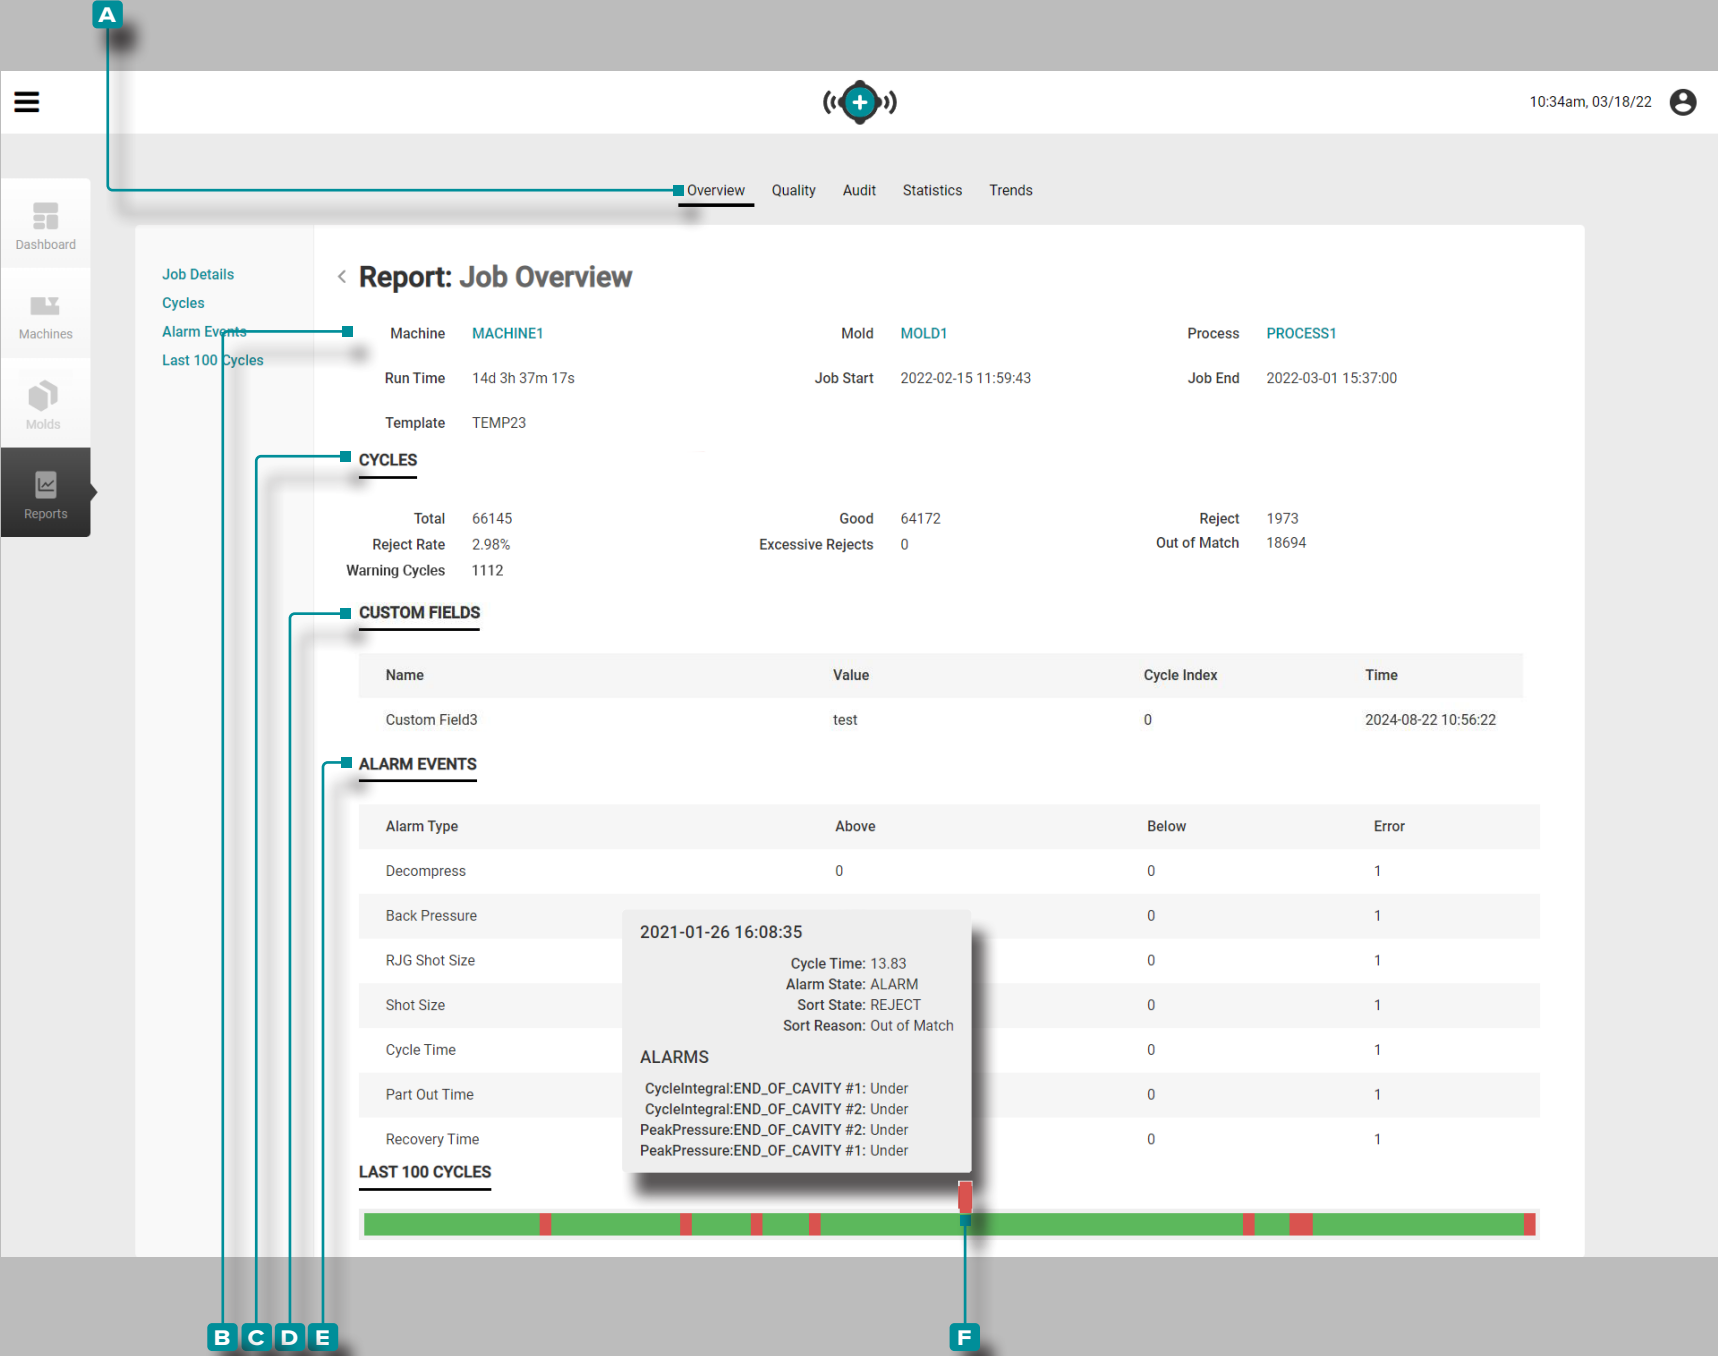 A
10:34am, 03/18/22
Overview Quality Audit Statistics Trends
Dashboard
Machines
Molds
Reports
Job Details
Cycles
Alarm Events
Last 100 Cycles
Report: Job Overview
Machine MACHINE1 Mold MOLD1 Process PROCESS1
Run Time 14d 3h 37m 17s Job Start 2022-02-15 11:59:43 Job End 2022-03-01 15:37:00
Template TEMP23
CYCLES
Total 66145 Good 64172 Reject 1973
Reject Rate 2.98% Excessive Rejects 0 Out of Match 18694
Warning Cycles 1112
CUSTOM FIELDS
Name Value Cycle Index Time
Custom Field3 test 0 2024-08-22 10:56:22
ALARM EVENTS
Alarm Type Above Below Error
Decompress 0 0 1
Back Pressure 0 1
RJG Shot Size 0 1
Shot Size 0 1
Cycle Time 0 1
Part Out Time 0 1
Recovery Time 0 1
2021-01-26 16:08:35
Cycle Time: 13.83
Alarm State: ALARM
Sort State: REJECT
Sort Reason: Out of Match
ALARMS
CycleIntegral:END_OF_CAVITY #1: Under
CycleIntegral:END_OF_CAVITY #2: Under
PeakPressure:END_OF_CAVITY #2: Under
PeakPressure:END_OF_CAVITY #1: Under
LAST 100 CYCLES
B C D E F